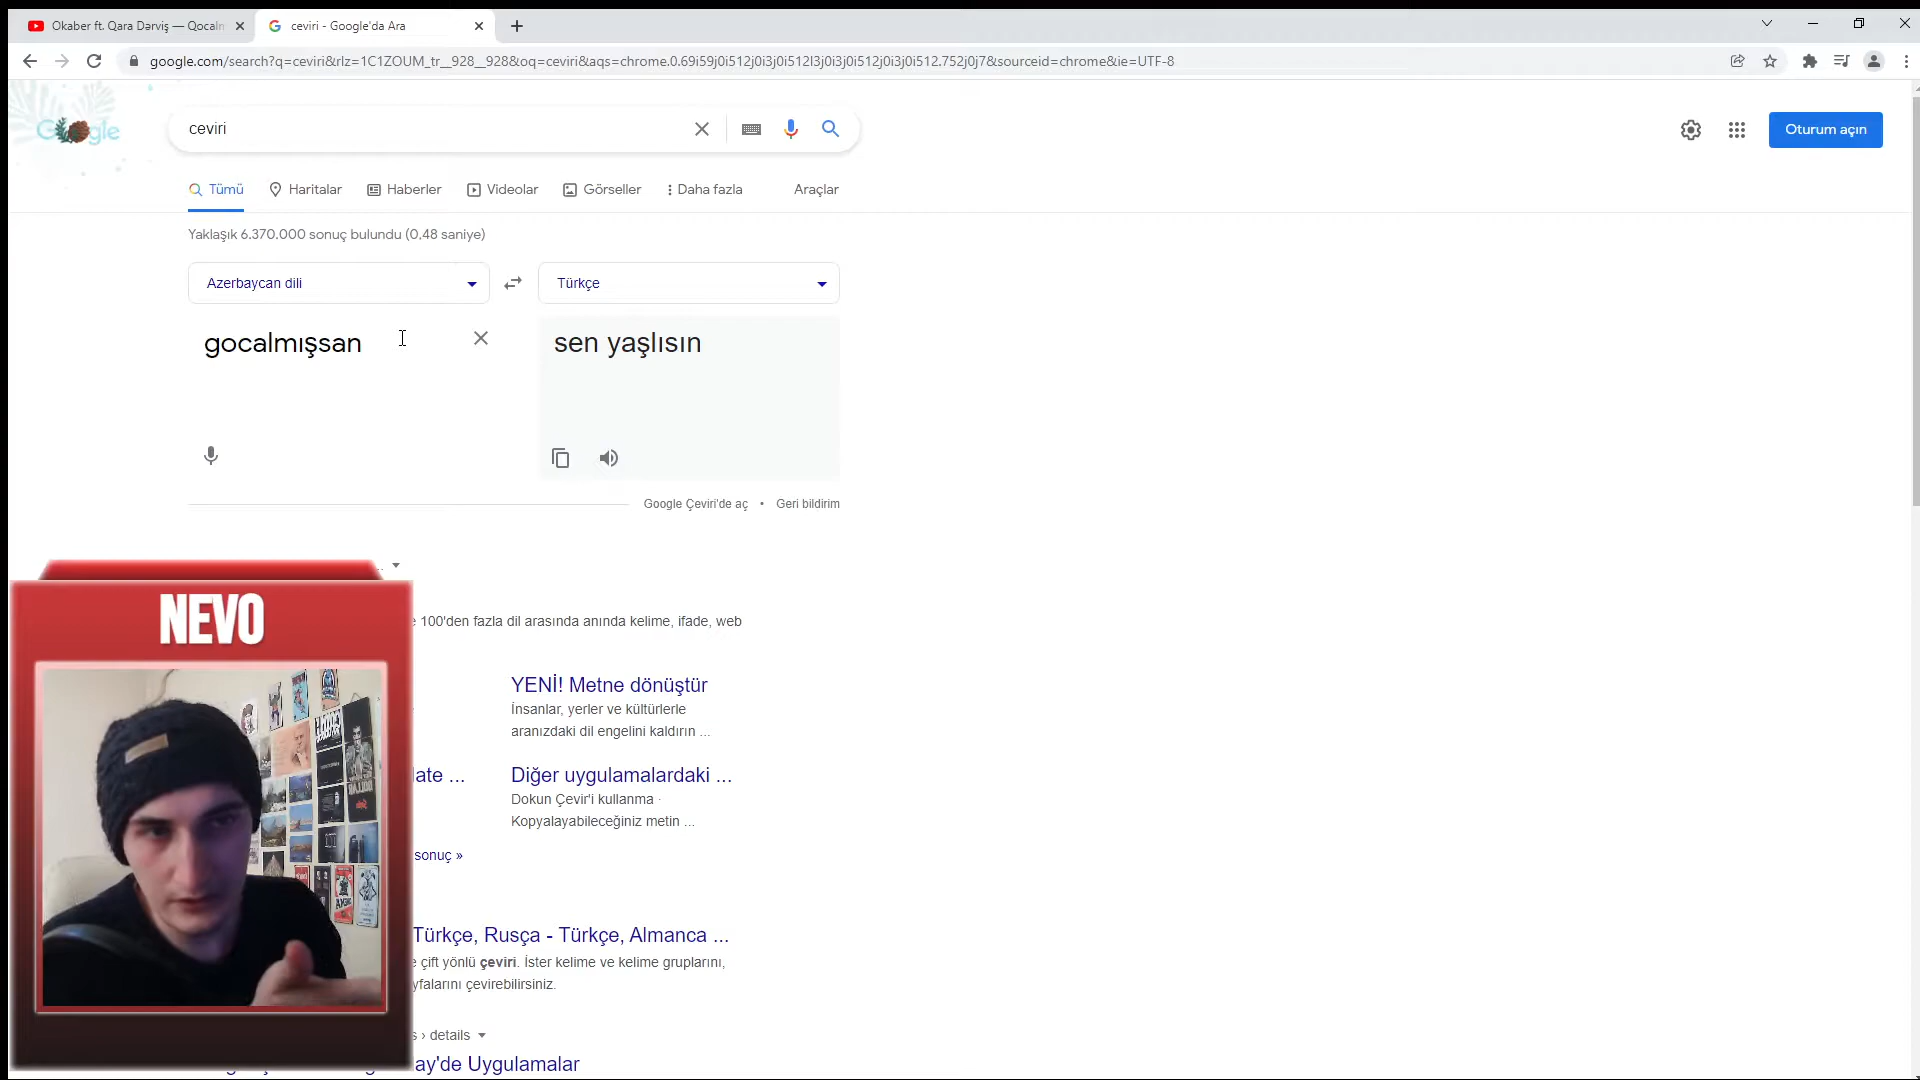 Okaber ft. Qara Dərviş — Qocaln
ceviri - Google'da Ara
google.com/search?q=ceviri&rlz=1C1ZOUM_tr__928__928&oq=ceviri&aqs=chrome.0.69i59j0i512j0i3j0i512l3j0i3j0i512j0i3j0i512.752j0j7&sourceid=chrome&ie=UTF-8
Google
ceviri
Oturum açın
Tümü Haritalar Haberler Videolar Görseller Daha fazla Araçlar
Yaklaşık 6.370.000 sonuç bulundu (0,48 saniye)
Azerbaycan dili Türkçe
gocalmışsan sen yaşlısın
Google Çeviri'de aç • Geri bildirim
NEVO
100'den fazla dil arasında anında kelime, ifade, web
YENİ! Metne dönüştür
İnsanlar, yerler ve kültürlerle
aranızdaki dil engelini kaldırın ...
late ... Diğer uygulamalardaki ...
Dokun Çevir'i kullanma ·
Kopyalayabileceğiniz metin ...
sonuç »
Türkçe, Rusça - Türkçe, Almanca ...
e çift yönlü çeviri. İster kelime ve kelime gruplarını,
yfalarını çevirebilirsiniz.
s › details
ay'de Uygulamalar